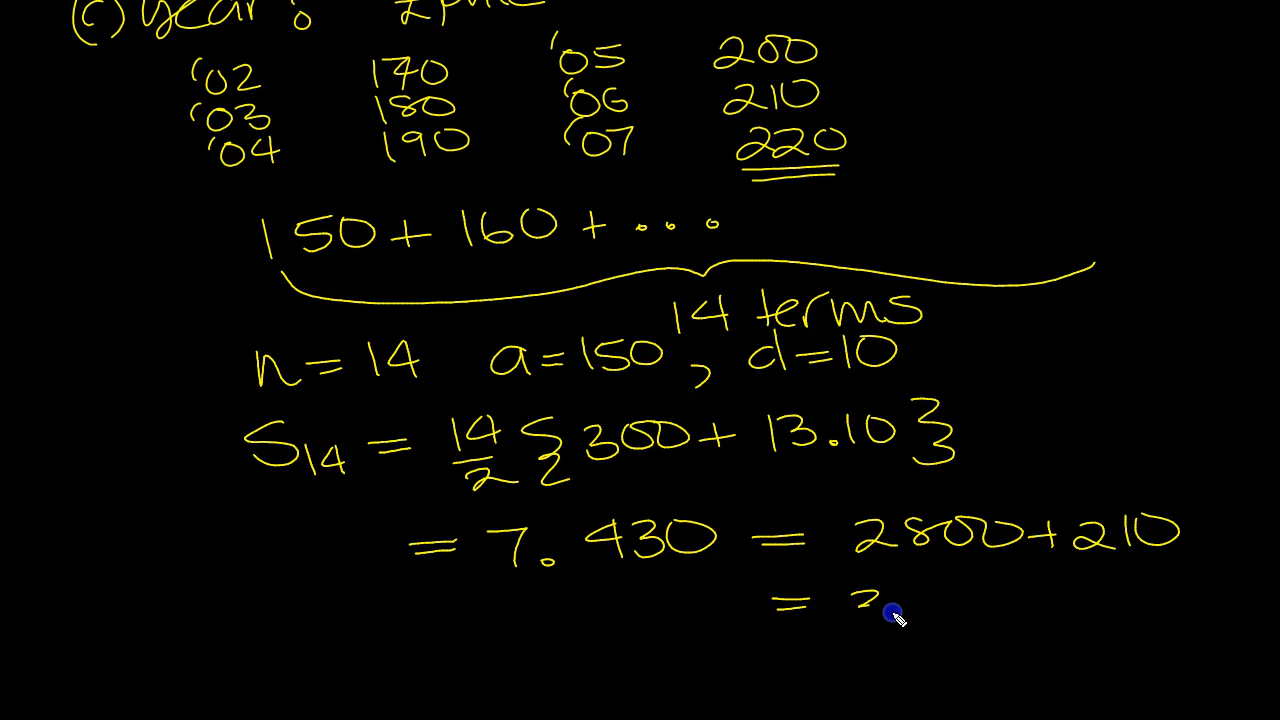 (c) year :
'02 170 '05 200
'03 180 '06 210
'04 190 '07 220
150 + 160 + ...
14 terms
n = 14 a = 150 , d = 10
S14 = 14/2 { 300 + 13.10 }
= 7. 430 = 2800 + 210
=